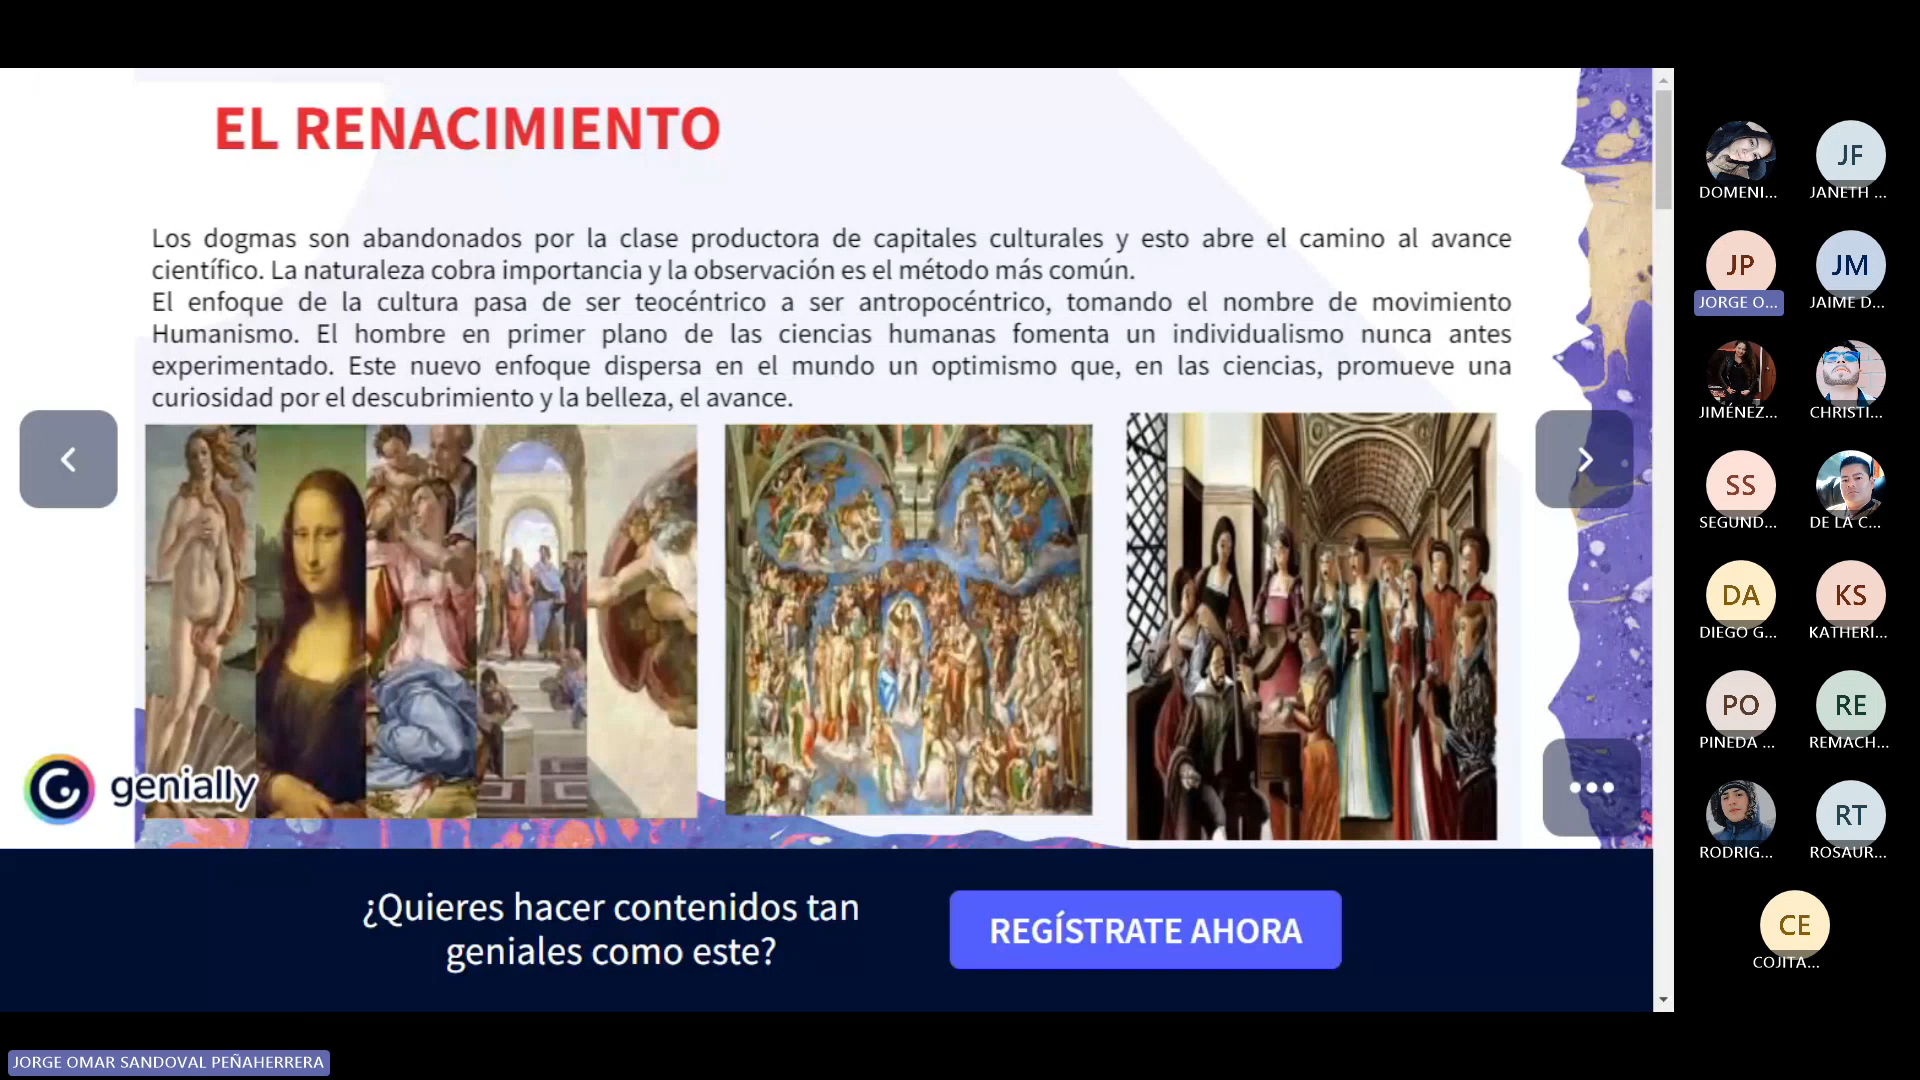 EL RENACIMIENTO
Los dogmas son abandonados por la clase productora de capitales culturales y esto abre el camino al avance
científico. La naturaleza cobra importancia y la observación es el método más común.
El enfoque de la cultura pasa de ser teocéntrico a ser antropocéntrico, tomando el nombre de movimiento
Humanismo. El hombre en primer plano de las ciencias humanas fomenta un individualismo nunca antes
experimentado. Este nuevo enfoque dispersa en el mundo un optimismo que, en las ciencias, promueve una
curiosidad por el descubrimiento y la belleza, el avance.
genially
¿Quieres hacer contenidos tan
geniales como este?
REGÍSTRATE AHORA
JORGE OMAR SANDOVAL PEÑAHERRERA
DOMENI...
JF
JANETH ...
JP
JORGE O...
JM
JAIME D...
JIMÉNEZ...
CHRISTI...
SS
SEGUND...
DE LA C...
DA
DIEGO G...
KS
KATHERI...
PO
PINEDA ...
RE
REMACH...
RODRIG...
RT
ROSAUR...
CE
COJITA...